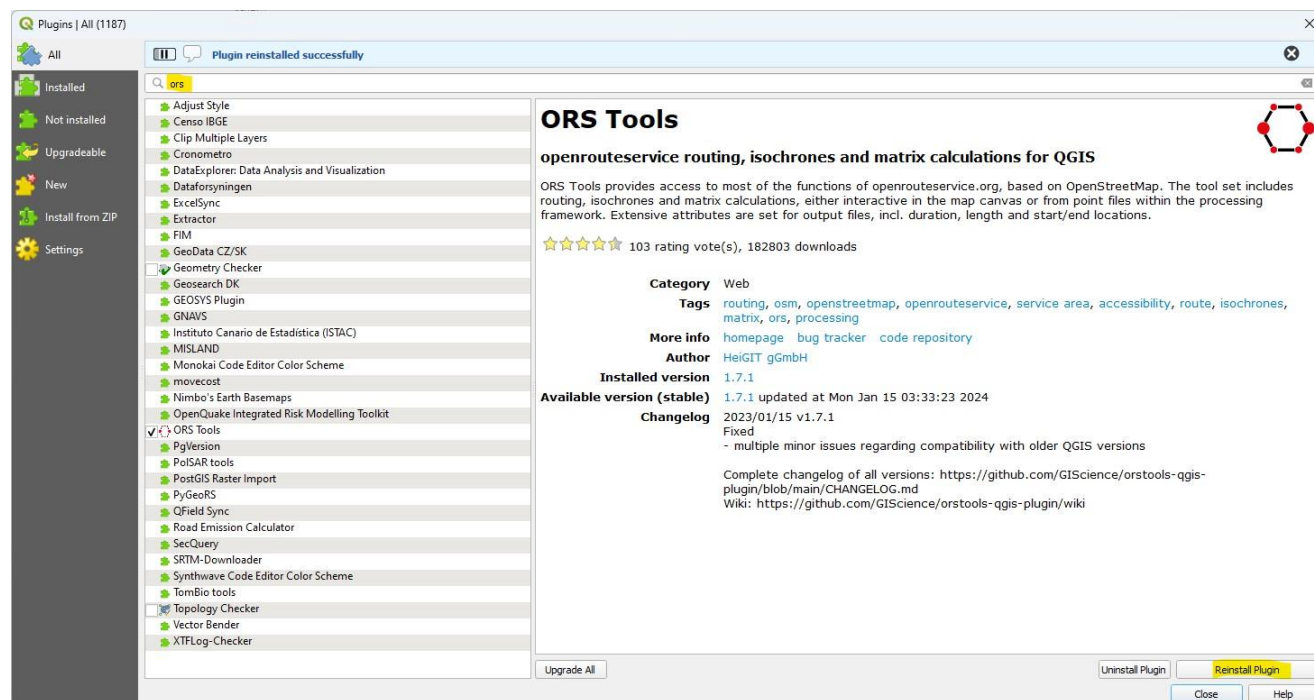 Plugins | All (1187)
All
Installed
Not installed
Upgradeable
New
Install from ZIP
Settings
Plugin reinstalled successfully
ors
Adjust Style
Censo IBGE
Clip Multiple Layers
Cronometro
DataExplorer: Data Analysis and Visualization
Dataforsyningen
ExcelSync
Extractor
FIM
GeoData CZ/SK
Geometry Checker
Geosearch DK
GEOSYS Plugin
GNAVS
Instituto Canario de Estadística (ISTAC)
MISLAND
Monokai Code Editor Color Scheme
movecost
Nimbo's Earth Basemaps
OpenQuake Integrated Risk Modelling Toolkit
ORS Tools
PgVersion
PolSAR tools
PostGIS Raster Import
PyGeoRS
QField Sync
Road Emission Calculator
SecQuery
SRTM-Downloader
Synthwave Code Editor Color Scheme
TomBio tools
Topology Checker
Vector Bender
XTFLog-Checker
ORS Tools
openrouteservice routing, isochrones and matrix calculations for QGIS
ORS Tools provides access to most of the functions of openrouteservice.org, based on OpenStreetMap. The tool set includes
routing, isochrones and matrix calculations, either interactive in the map canvas or from point files within the processing
framework. Extensive attributes are set for output files, incl. duration, length and start/end locations.
103 rating vote(s), 182803 downloads
Category Web
Tags routing, osm, openstreetmap, openrouteservice, service area, accessibility, route, isochrones,
matrix, ors, processing
More info homepage bug tracker code repository
Author HeiGIT gGmbH
Installed version 1.7.1
Available version (stable) 1.7.1 updated at Mon Jan 15 03:33:23 2024
Changelog 2023/01/15 v1.7.1
Fixed
- multiple minor issues regarding compatibility with older QGIS versions
Complete changelog of all versions: https://github.com/GIScience/orstools-qgis-
plugin/blob/main/CHANGELOG.md
Wiki: https://github.com/GIScience/orstools-qgis-plugin/wiki
Upgrade All
Uninstall Plugin
Reinstall Plugin
Close
Help